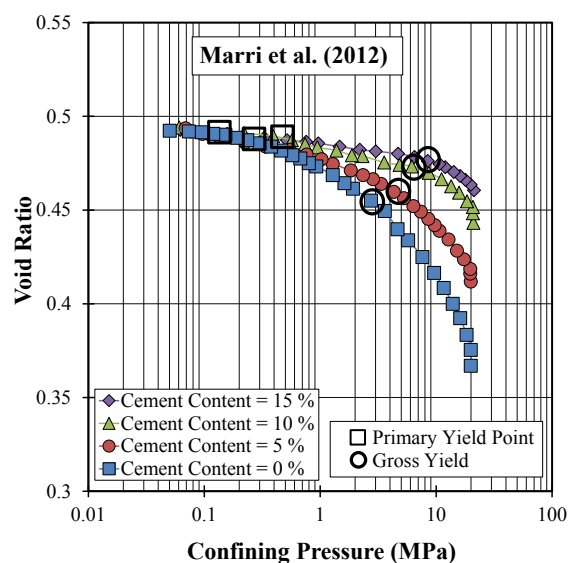 Marri et al. (2012)
0.55
0.5
0.45
0.4
0.35
0.3
Void Ratio
Cement Content = 15 %
Cement Content = 10 %
Cement Content = 5 %
Cement Content = 0 %
Primary Yield Point
Gross Yield
0.01
0.1
1
10
100
Confining Pressure (MPa)